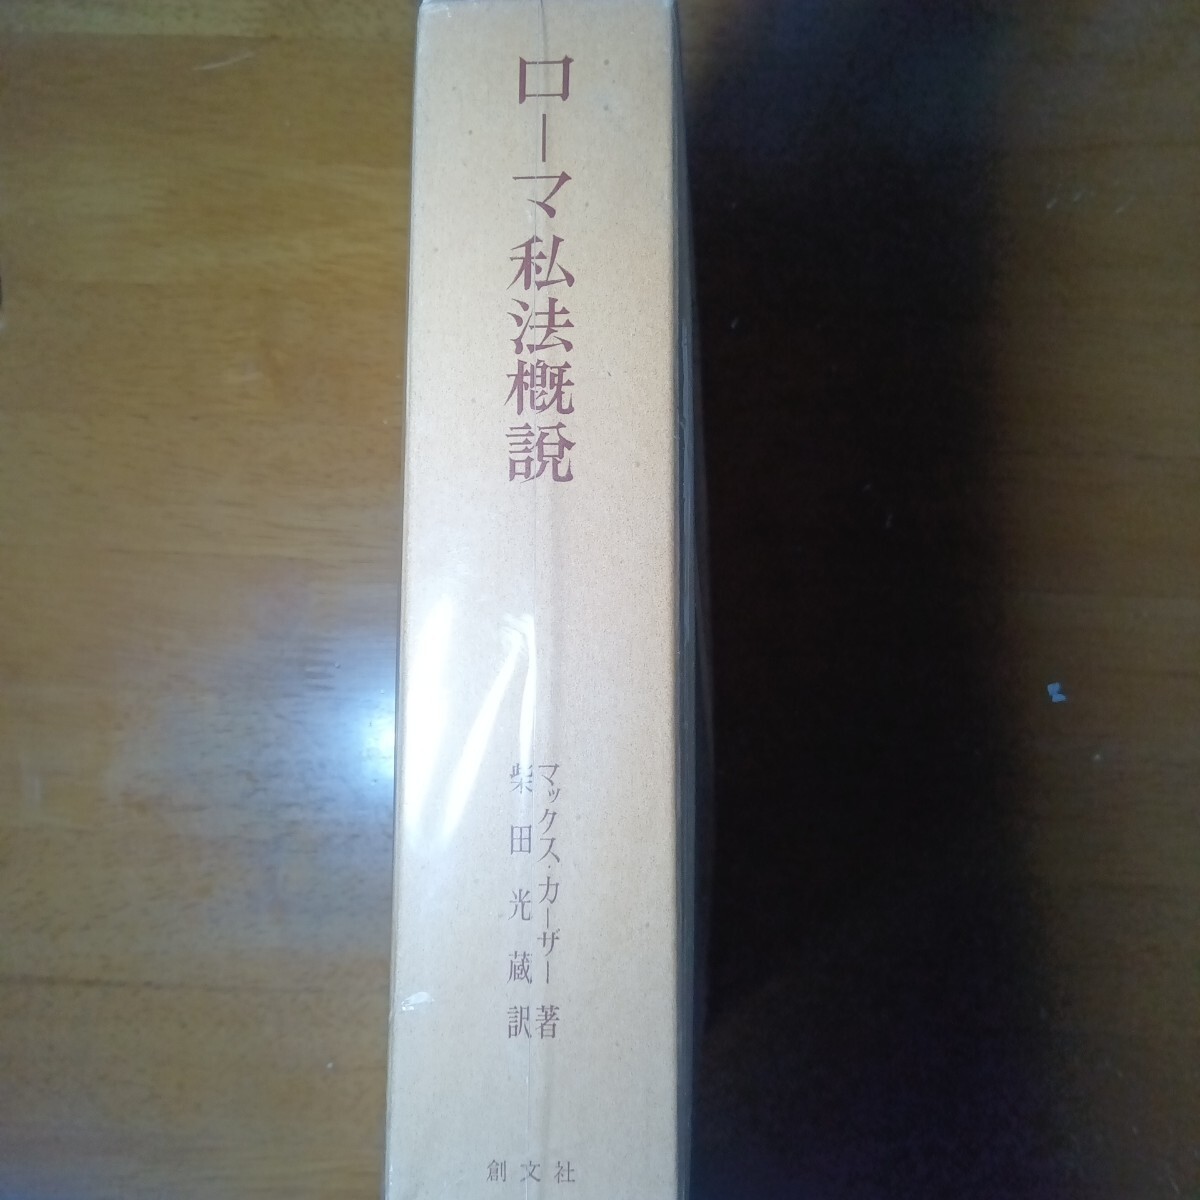 ローマ私法概説
マックス・カーザー著
柴田光蔵訳
創文社